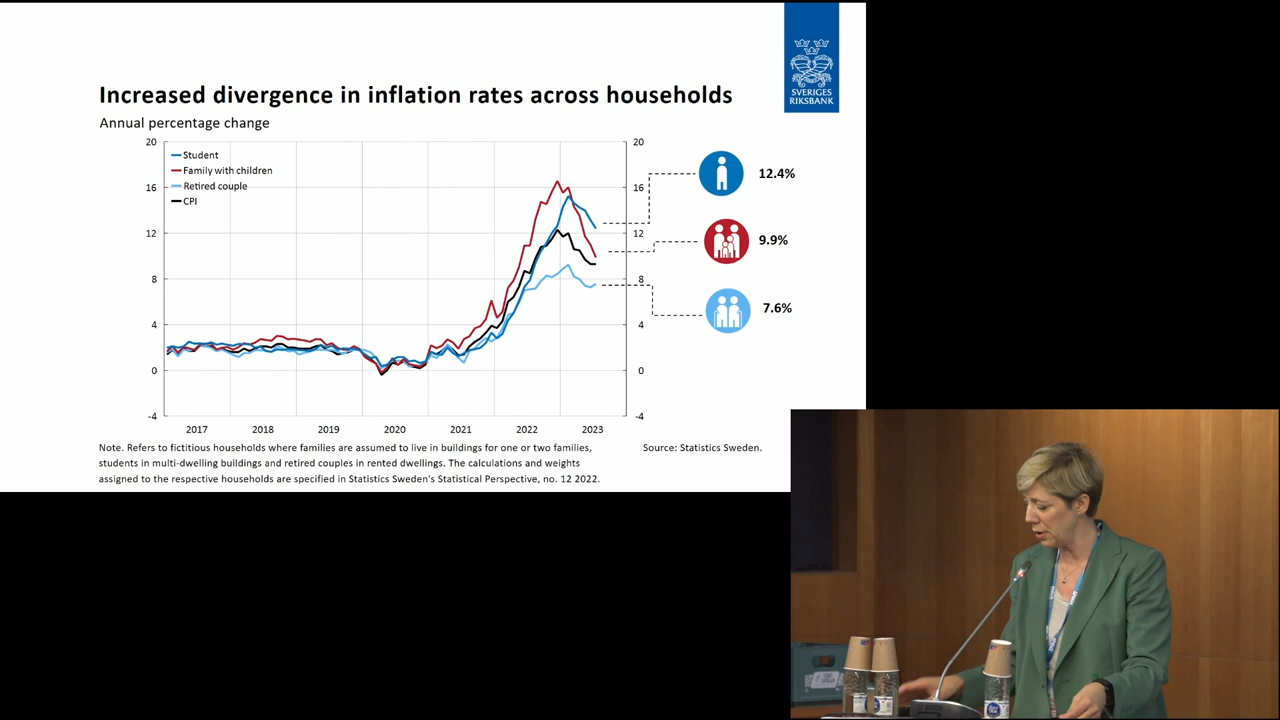 SVERIGES
RIKSBANK
Increased divergence in inflation rates across households
Annual percentage change
20
16
12
8
4
0
-4
20
16
12
8
4
0
-4
Student
Family with children
Retired couple
CPI
12.4%
9.9%
7.6%
2017 2018 2019 2020 2021 2022 2023
Note. Refers to fictitious households where families are assumed to live in buildings for one or two families,
students in multi-dwelling buildings and retired couples in rented dwellings. The calculations and weights
assigned to the respective households are specified in Statistics Sweden's Statistical Perspective, no. 12 2022.
Source: Statistics Sweden.